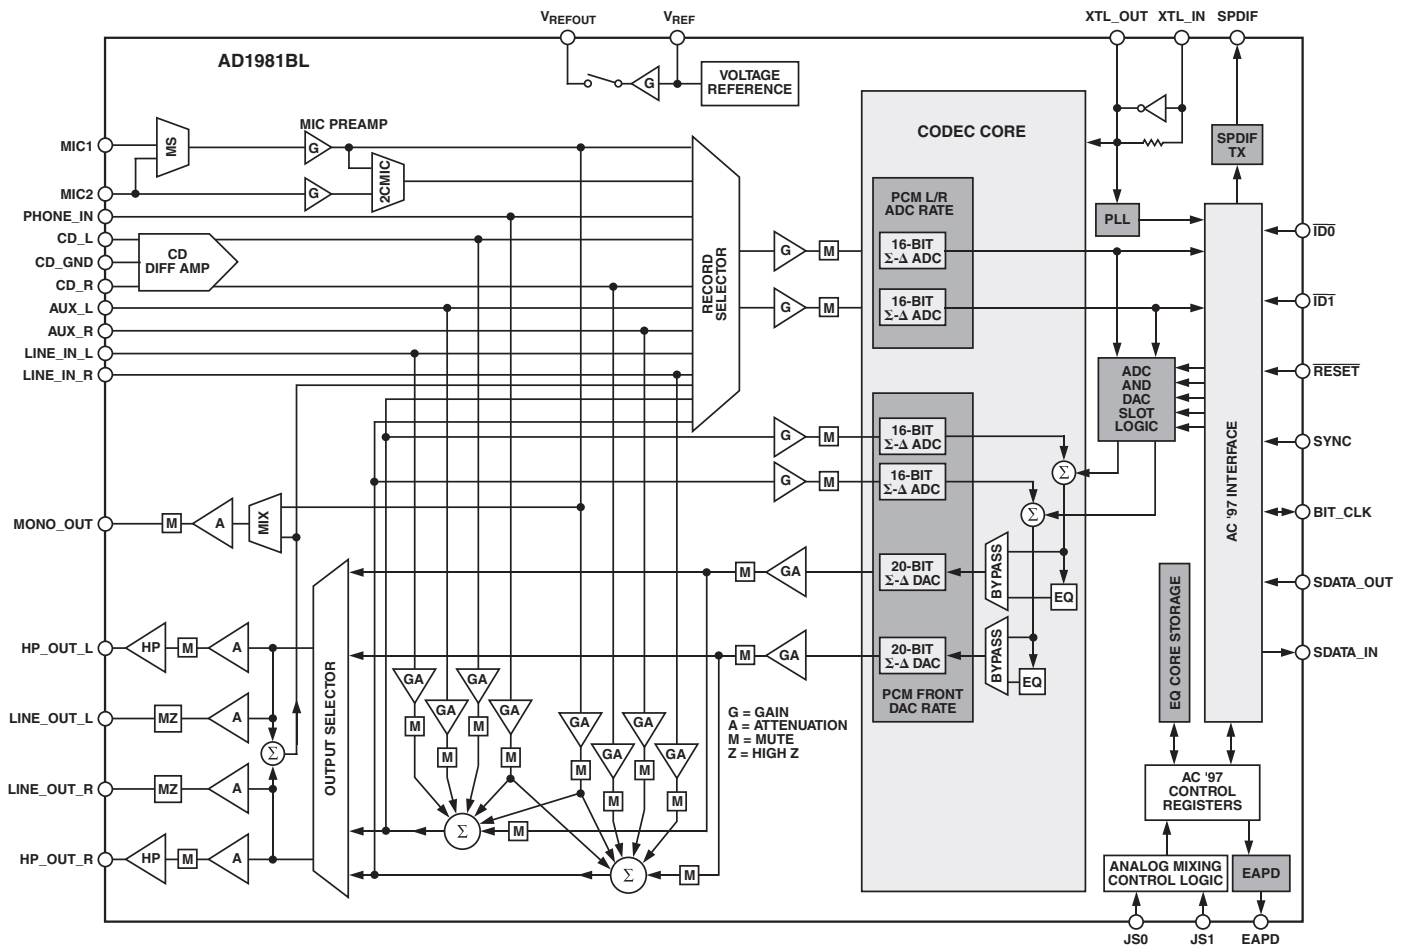 V_REFOUT V_REF XTL_OUT XTL_IN SPDIF
AD1981BL
G
VOLTAGE
REFERENCE
CODEC CORE
SPDIF
TX
MIC PREAMP
MIC1
MS
G
2CMIC
MIC2
G
PHONE_IN
CD_L
CD_GND
CD
DIFF AMP
CD_R
AUX_L
AUX_R
LINE_IN_L
LINE_IN_R
RECORD
SELECTOR
G M
G M
PCM L/R
ADC RATE
16-BIT
Σ-Δ ADC
16-BIT
Σ-Δ ADC
PLL
ID0
ID1
RESET
SYNC
BIT_CLK
SDATA_OUT
SDATA_IN
ADC
AND
DAC
SLOT
LOGIC
AC '97 INTERFACE
G M
G M
16-BIT
Σ-Δ ADC
16-BIT
Σ-Δ ADC
Σ
Σ
MONO_OUT
M A MIX
M GA
20-BIT
Σ-Δ DAC
BYPASS
EQ
M GA
20-BIT
Σ-Δ DAC
BYPASS
EQ
PCM FRONT
DAC RATE
EQ CORE STORAGE
HP_OUT_L
HP M A
LINE_OUT_L
MZ A
Σ
LINE_OUT_R
MZ A
HP_OUT_R
HP M A
OUTPUT SELECTOR
GA GA GA GA
M M M M
GA GA GA GA
M M M M
Σ M
Σ M
G = GAIN
A = ATTENUATION
M = MUTE
Z = HIGH Z
AC '97
CONTROL
REGISTERS
ANALOG MIXING
CONTROL LOGIC
EAPD
JS0 JS1 EAPD